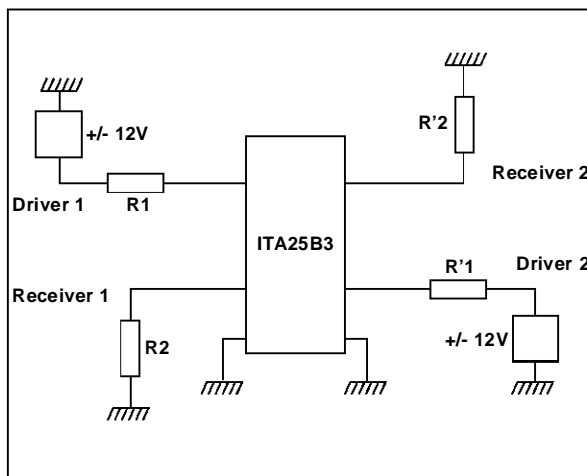 +/- 12V
R'2
Receiver 2
Driver 1
R1
ITA25B3
R'1
Driver 2
Receiver 1
R2
+/- 12V